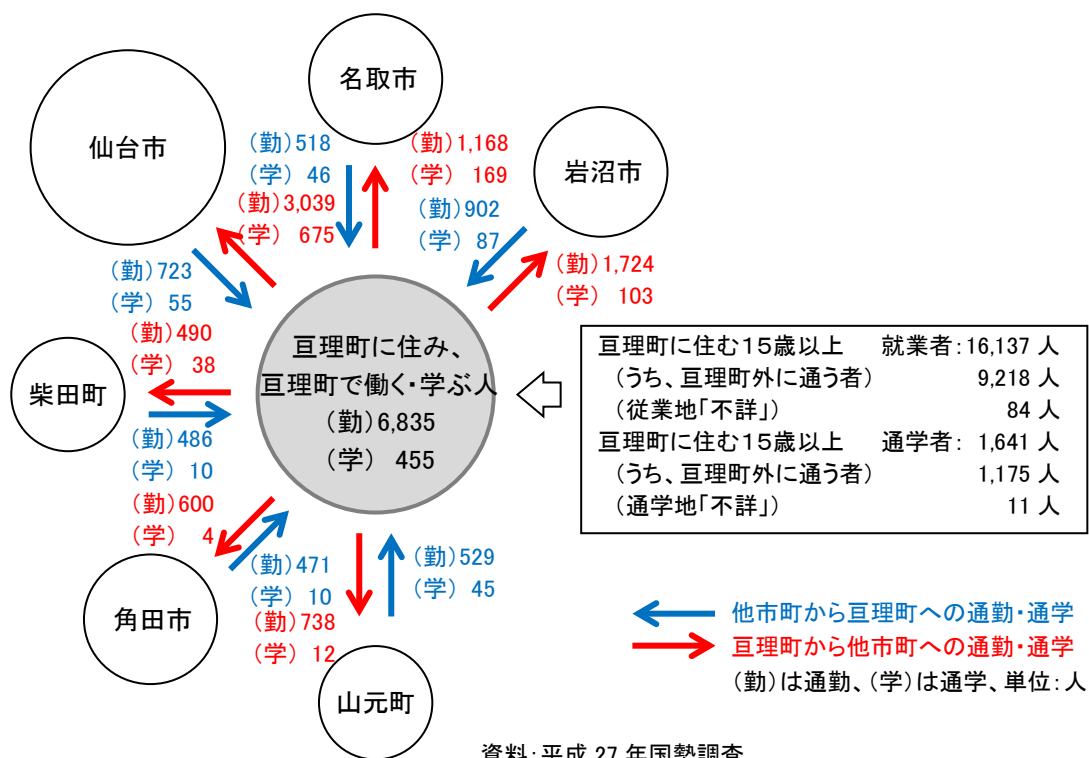 名取市
仙台市
(勤)518
(学) 46
(勤)1,168
(学) 169
岩沼市
(勤)3,039
(学) 675
(勤)902
(学) 87
(勤)723
(学) 55
(勤)1,724
(学) 103
(勤)490
(学) 38
柴田町
亘理町に住み、
亘理町で働く・学ぶ人
(勤)6,835
(学) 455
亘理町に住む15歳以上 就業者:16,137 人
(うち、亘理町外に通う者) 9,218 人
(従業地「不詳」) 84 人
亘理町に住む15歳以上 通学者: 1,641 人
(うち、亘理町外に通う者) 1,175 人
(通学地「不詳」) 11 人
(勤)486
(学) 10
(勤)600
(学) 4
(勤)471
(学) 10
(勤)529
(学) 45
角田市
(勤)738
(学) 12
山元町
他市町から亘理町への通勤・通学
亘理町から他市町への通勤・通学
(勤)は通勤、(学)は通学、単位:人
資料:平成 27 年国勢調査